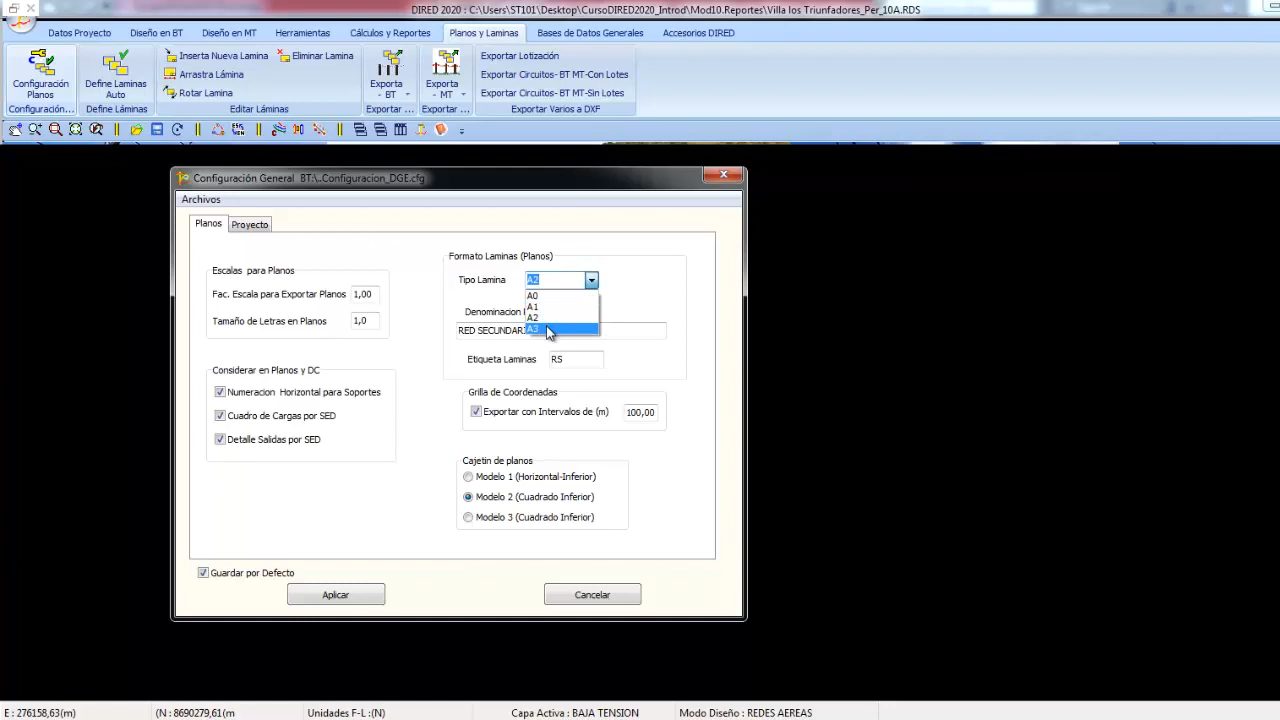 DIRED 2020 : C:\Users\ST101\Desktop\CursoDIRED2020_Introd\Mod10.Reportes\Villa los Triunfadores_Per_10A.RDS
Datos Proyecto Diseño en BT Diseño en MT Herramientas Cálculos y Reportes Planos y Laminas Bases de Datos Generales Accesorios DIRED
Configuración Planos
Configuración...
Define Laminas Auto
Define Láminas
Inserta Nueva Lamina
Eliminar Lamina
Arrastra Lámina
Rotar Lamina
Editar Láminas
Exporta - BT
Exportar ...
Exporta - MT
Exportar ...
Exportar Lotización
Exportar Circuitos- BT MT-Con Lotes
Exportar Circuitos- BT MT-Sin Lotes
Exportar Varios a DXF
Configuración General BT:\..Configuracion_DGE.cfg
Archivos
Planos Proyecto
Escalas para Planos
Fac. Escala para Exportar Planos 1,00
Tamaño de Letras en Planos 1,0
Considerar en Planos y DC
Numeracion Horizontal para Soportes
Cuadro de Cargas por SED
Detalle Salidas por SED
Formato Laminas (Planos)
Tipo Lamina A2
A0
A1
A2
A3
Denominacion
RED SECUNDAR
Etiqueta Laminas RS
Grilla de Coordenadas
Exportar con Intervalos de (m) 100,00
Cajetin de planos
Modelo 1 (Horizontal-Inferior)
Modelo 2 (Cuadrado Inferior)
Modelo 3 (Cuadrado Inferior)
Guardar por Defecto
Aplicar Cancelar
E : 276158,63(m) (N : 8690279,61(m Unidades F-L :(N) Capa Activa : BAJA TENSION Modo Diseño : REDES AEREAS